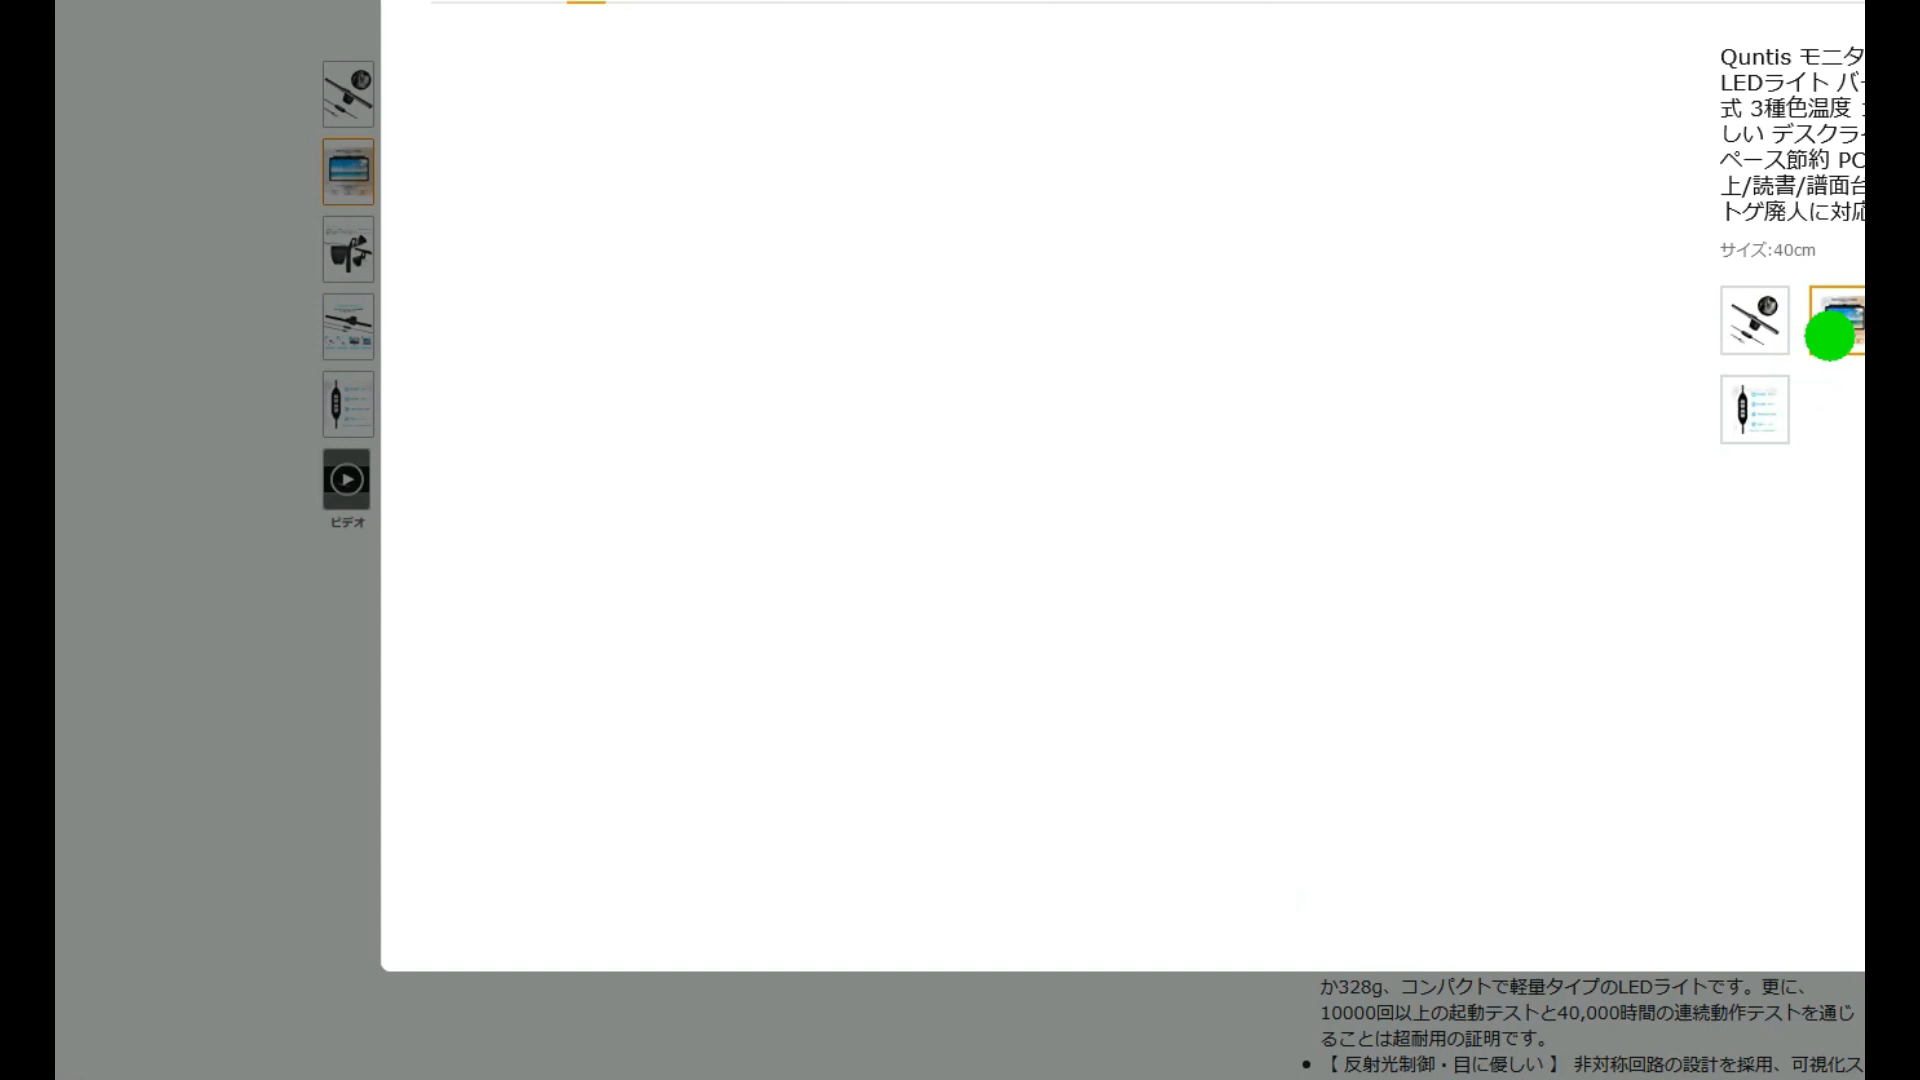 Quntis モニタ
LEDライト バー
式 3種色温度
しい デスクラ
ペース節約 PC
上/読書/譜面台
トゲ廃人に対応
サイズ:40cm
ビデオ
か328g、コンパクトで軽量タイプのLEDライトです。更に、
10000回以上の起動テストと40,000時間の連続動作テストを通じ
ることは超耐用の証明です。
• 【 反射光制御・目に優しい 】 非対称回路の設計を採用、可視化ス